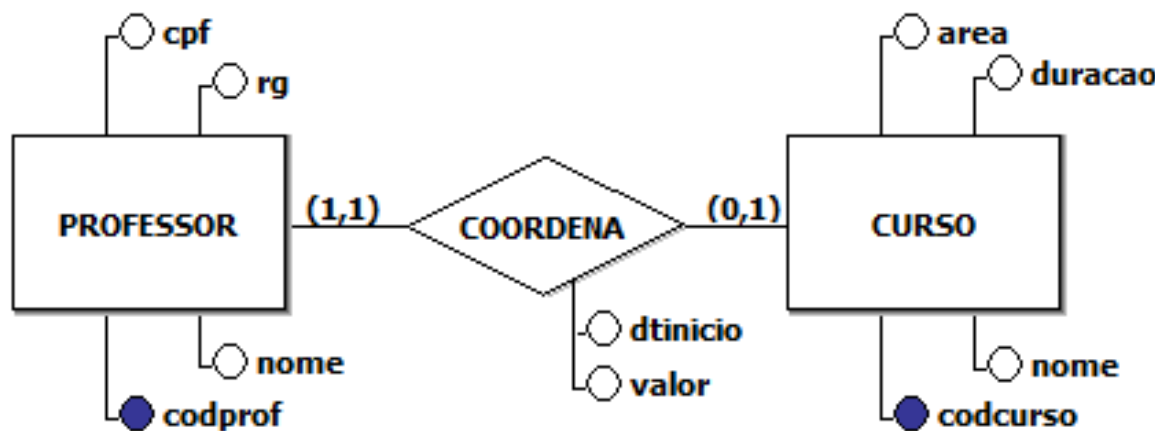 cpf
rg
PROFESSOR
nome
codprof
(1,1)
COORDENA
(0,1)
dtinicio
valor
area
duracao
CURSO
nome
codcurso